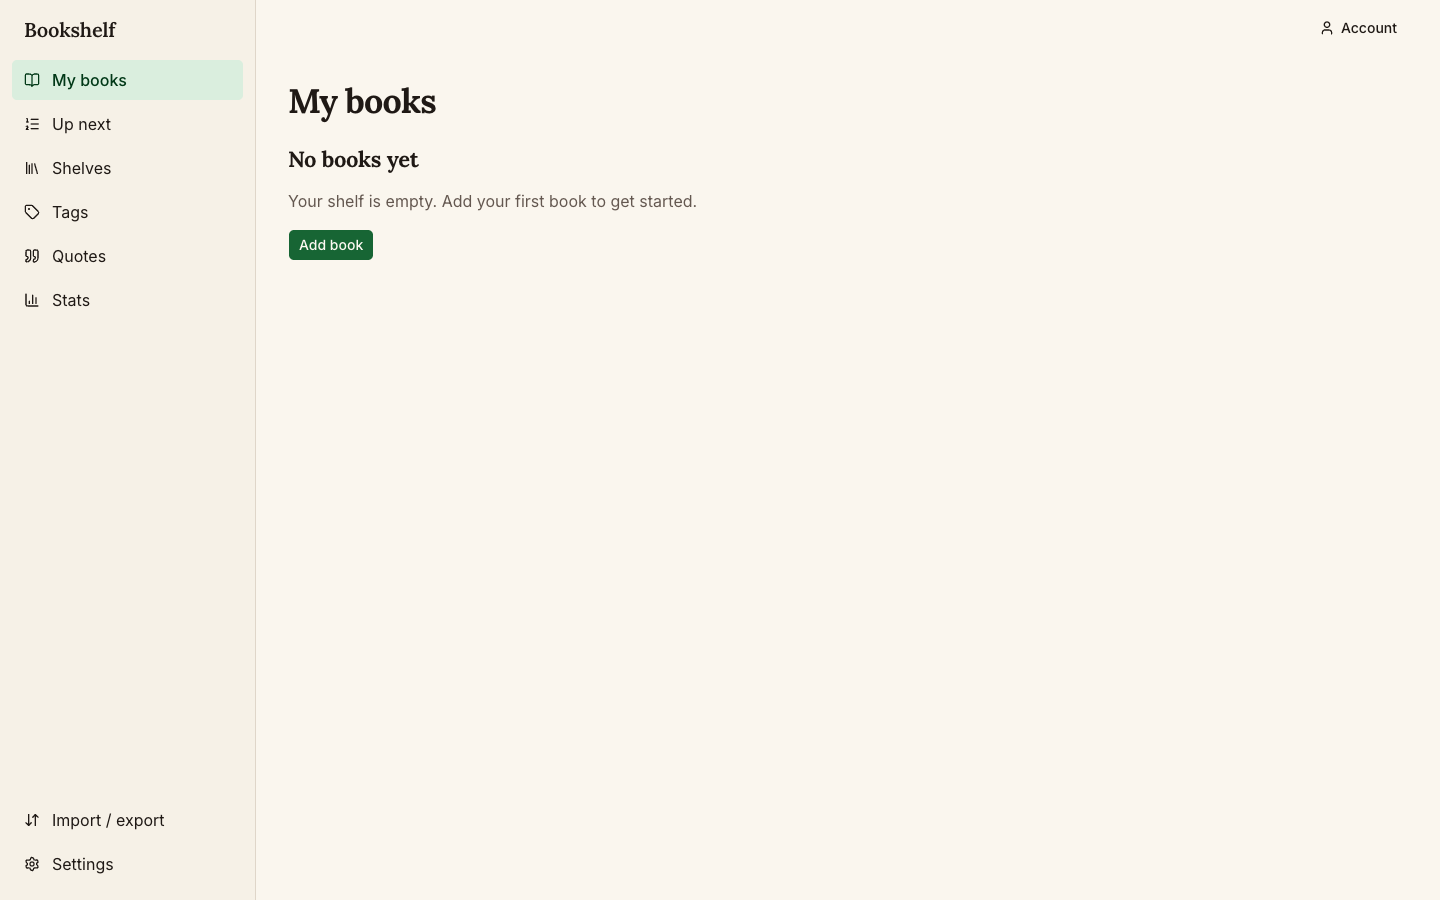 Bookshelf
My books
Up next
Shelves
Tags
Quotes
Stats
Import / export
Settings
Account
My books
No books yet
Your shelf is empty. Add your first book to get started.
Add book